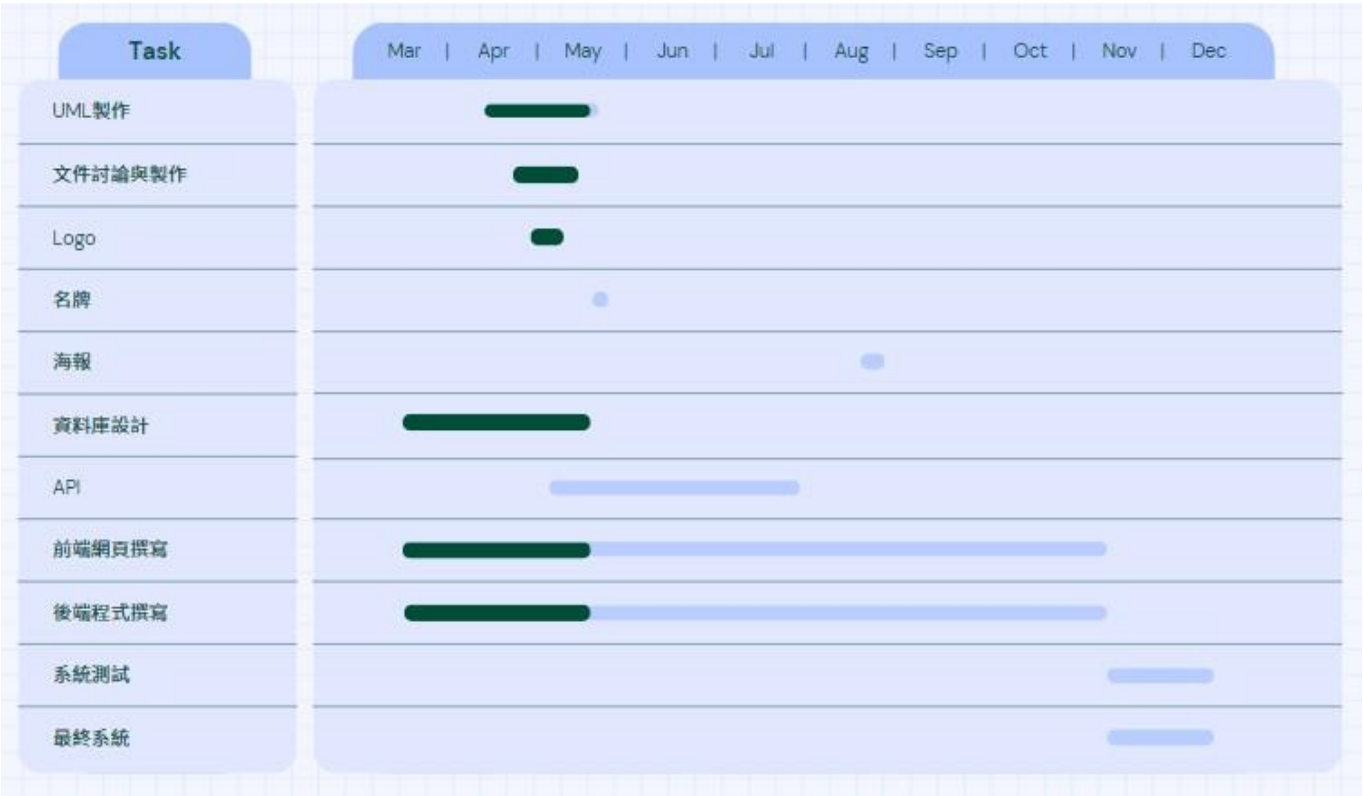 Task
Mar | Apr | May | Jun | Jul | Aug | Sep | Oct | Nov | Dec
UML製作
文件討論與製作
Logo
名牌
海報
資料庫設計
API
前端網頁撰寫
後端程式撰寫
系統測試
最終系統